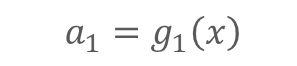 a₁ = g₁(x)